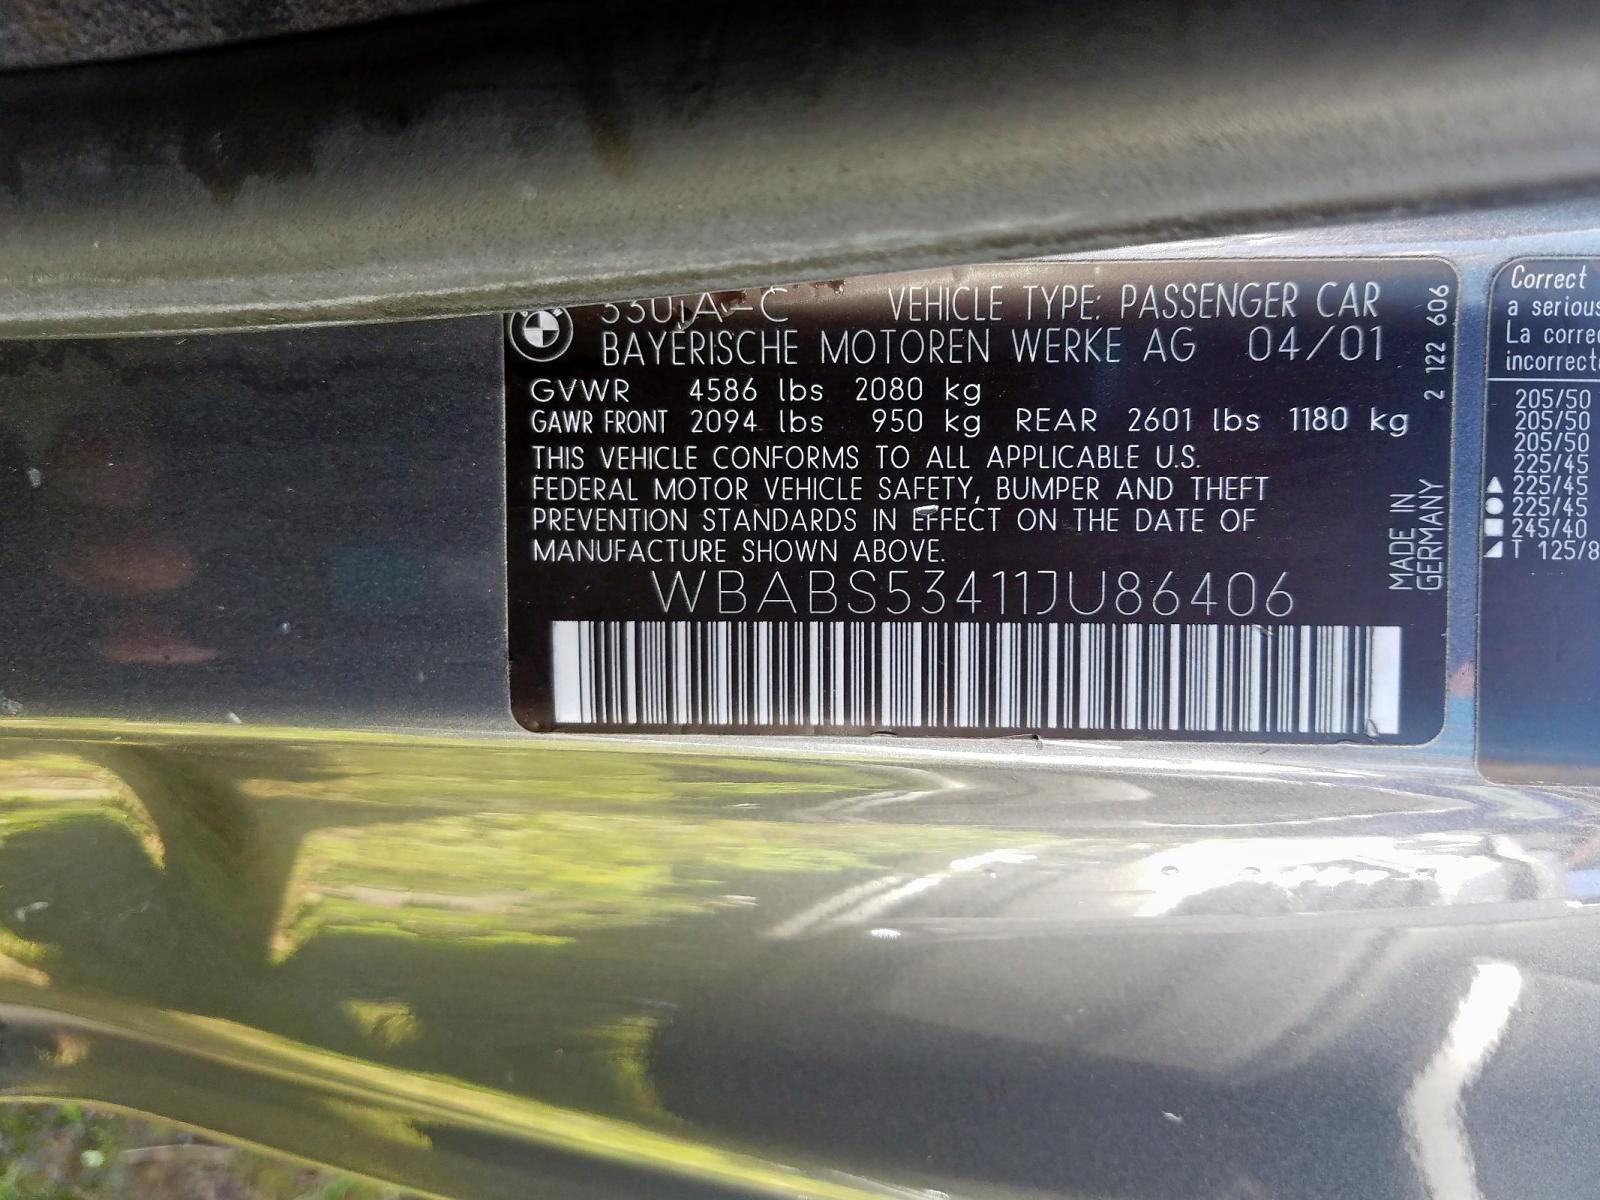 330iA-C VEHICLE TYPE: PASSENGER CAR
BAYERISCHE MOTOREN WERKE AG 04/01
GVWR 4586 lbs 2080 kg
GAWR FRONT 2094 lbs 950 kg REAR 2601 lbs 1180 kg
THIS VEHICLE CONFORMS TO ALL APPLICABLE U.S.
FEDERAL MOTOR VEHICLE SAFETY, BUMPER AND THEFT
PREVENTION STANDARDS IN EFFECT ON THE DATE OF
MANUFACTURE SHOWN ABOVE.
WBABS53411JU86406
2 122 606
MADE IN
GERMANY
Correct
a serious
La corre
incorrect
205/50
205/50
205/50
225/45
225/45
225/45
245/40
T 125/8